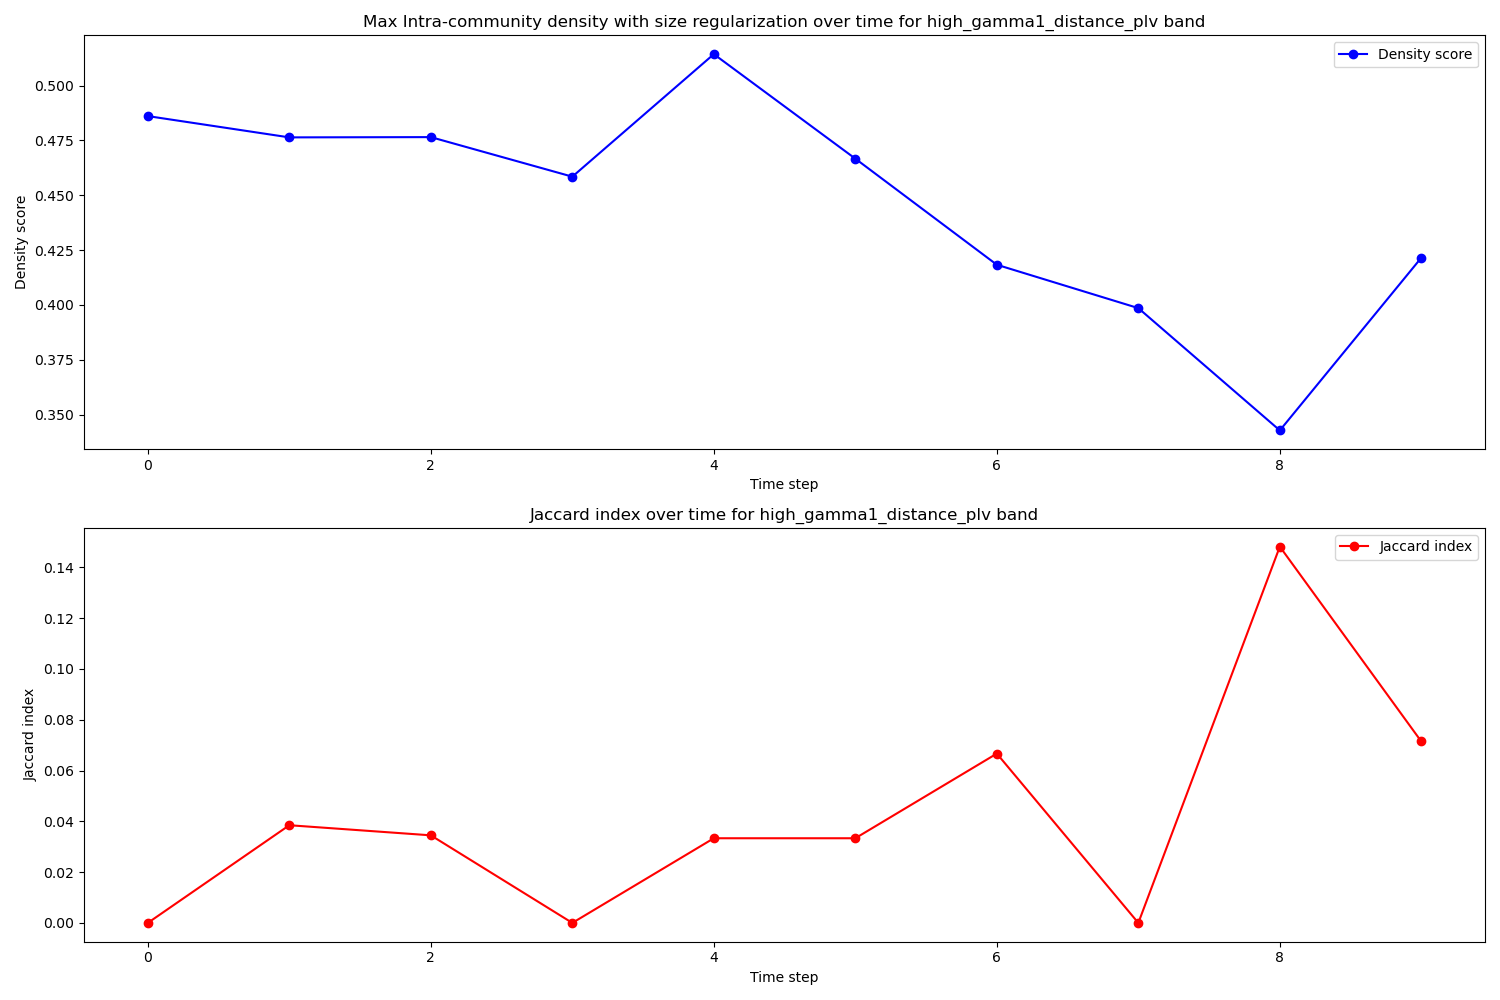 Max Intra-community density with size regularization over time for high_gamma1_distance_plv band
Density score
0.500
0.475
0.450
0.425
0.400
0.375
0.350
Density score
0 2 4 6 8
Time step
Jaccard index over time for high_gamma1_distance_plv band
Jaccard index
0.14
0.12
0.10
0.08
0.06
0.04
0.02
0.00
Jaccard index
0 2 4 6 8
Time step